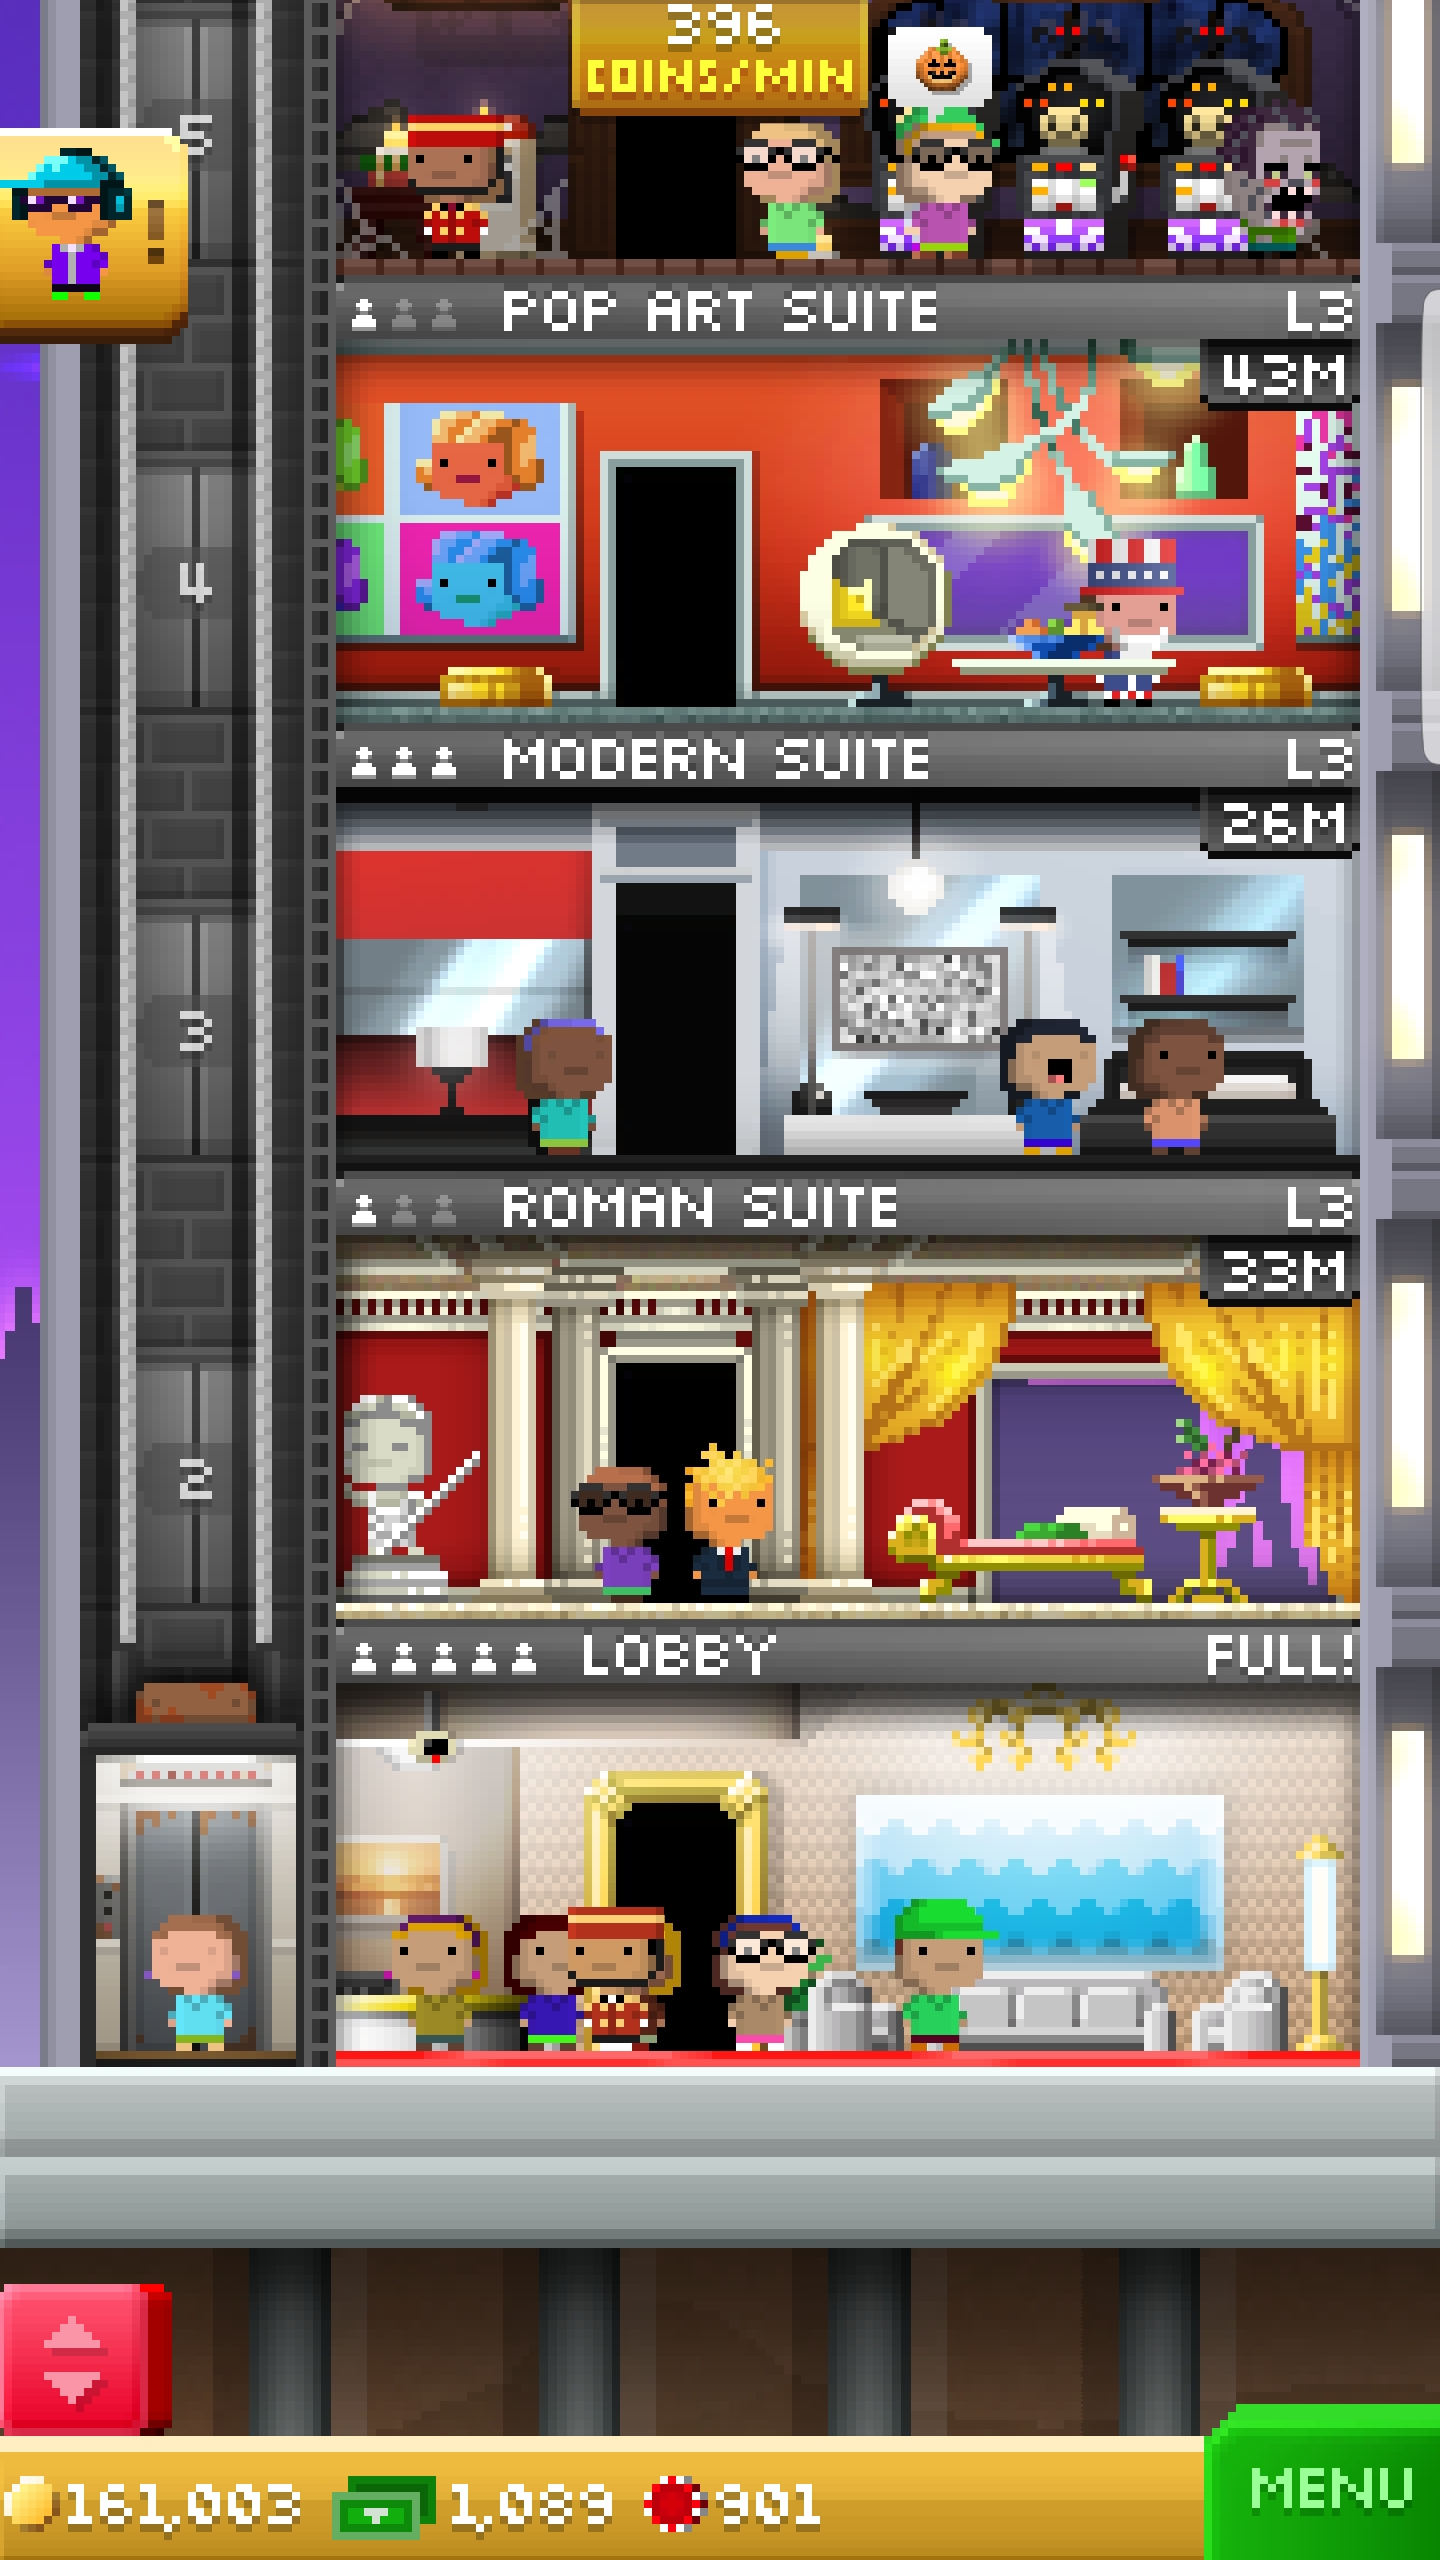 396
COINS/MIN
5
!
POP ART SUITE L3
43M
4
MODERN SUITE L3
26M
3
ROMAN SUITE L3
33M
2
LOBBY FULL!
161,003 1,089 901
MENU